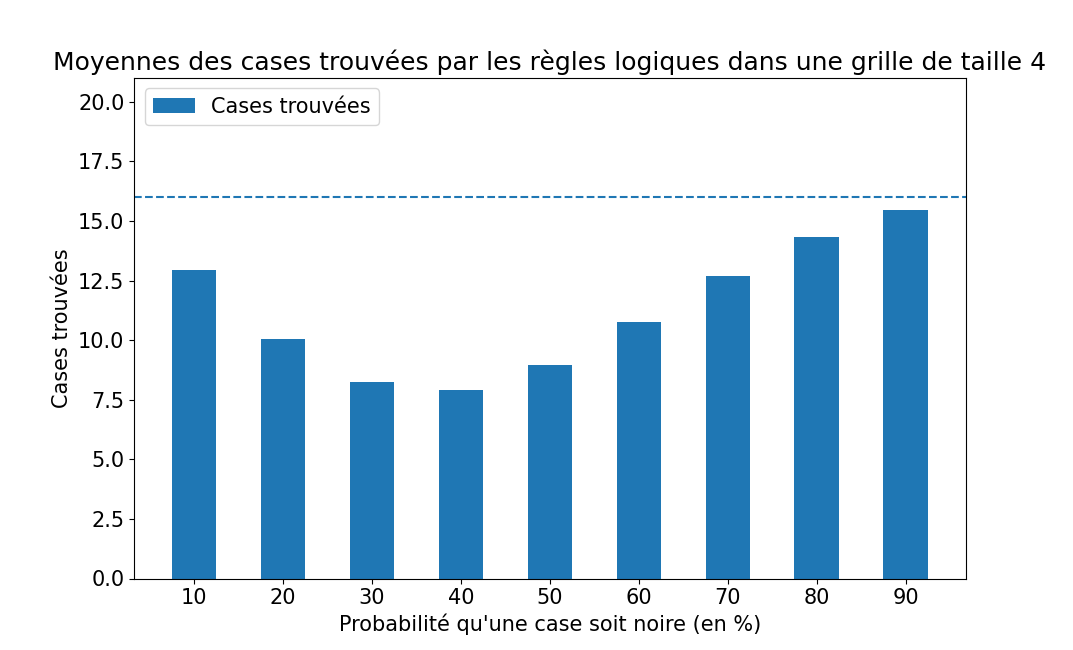 Moyennes des cases trouvées par les règles logiques dans une grille de taille 4
Cases trouvées
20.0
17.5
15.0
12.5
10.0
7.5
5.0
2.5
0.0
Cases trouvées
10 20 30 40 50 60 70 80 90
Probabilité qu'une case soit noire (en %)